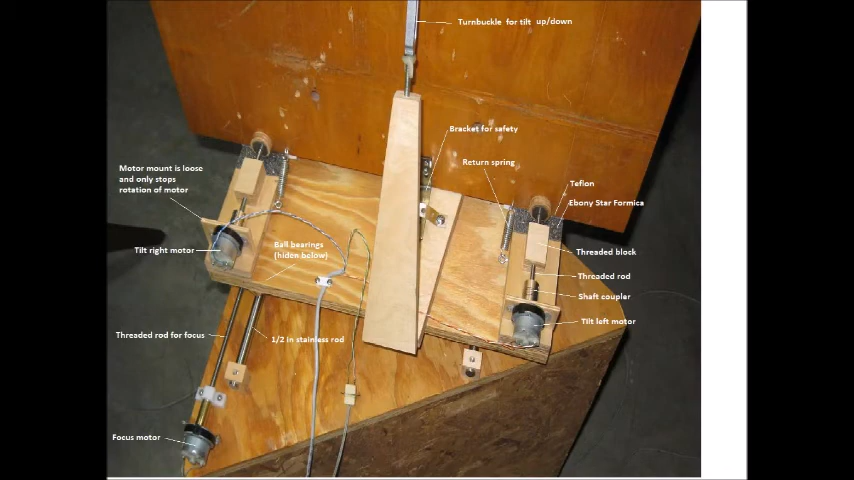 Turnbuckle for tilt up/down
Bracket for safety
Return spring
Motor mount is loose
and only stops
rotation of motor
Teflon
Ebony Star Formica
Tilt right motor
Ball bearings
(hiden below)
Threaded block
Threaded rod
Shaft coupler
Tilt left motor
Threaded rod for focus
1/2 in stainless rod
Focus motor